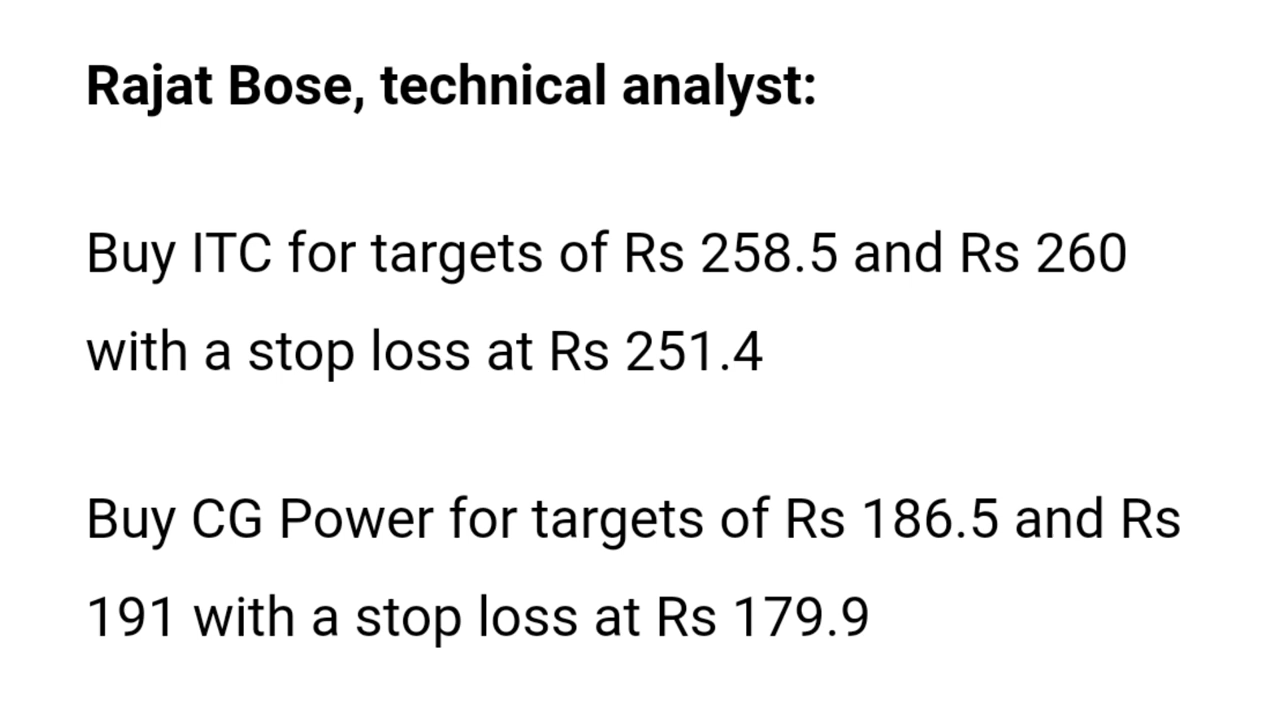 Rajat Bose, technical analyst:
Buy ITC for targets of Rs 258.5 and Rs 260
with a stop loss at Rs 251.4
Buy CG Power for targets of Rs 186.5 and Rs
191 with a stop loss at Rs 179.9